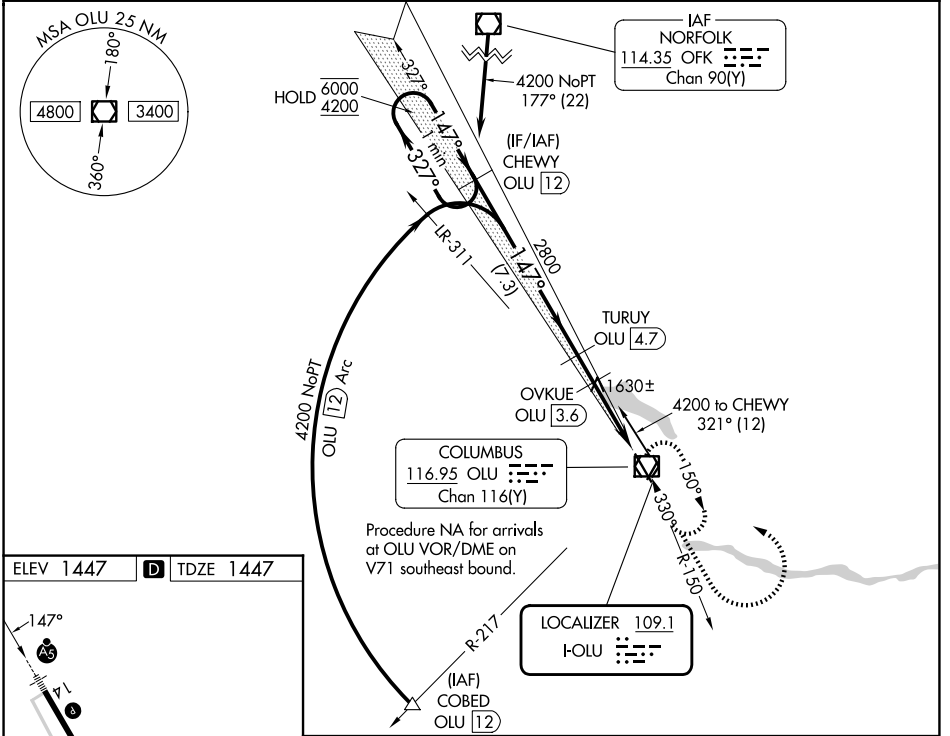 MSA OLU 25 NM
180°
4800
3400
360°
IAF
NORFOLK
114.35 OFK
Chan 90(Y)
4200 NoPT
177° (22)
HOLD 6000
4200
327°
147°
1 min
327°
(IF/IAF)
CHEWY
OLU 12
LR-311
147°
2800
(7.3)
TURUY
OLU 4.7
OVKUE
OLU 3.6
1630±
4200 to CHEWY
321° (12)
4200 NoPT
OLU 12 Arc
COLUMBUS
116.95 OLU
Chan 116(Y)
150°
330°
R-150
Procedure NA for arrivals
at OLU VOR/DME on
V71 southeast bound.
R-217
LOCALIZER 109.1
I-OLU
(IAF)
COBED
OLU 12
ELEV 1447
D
TDZE 1447
147°
A5
14
P